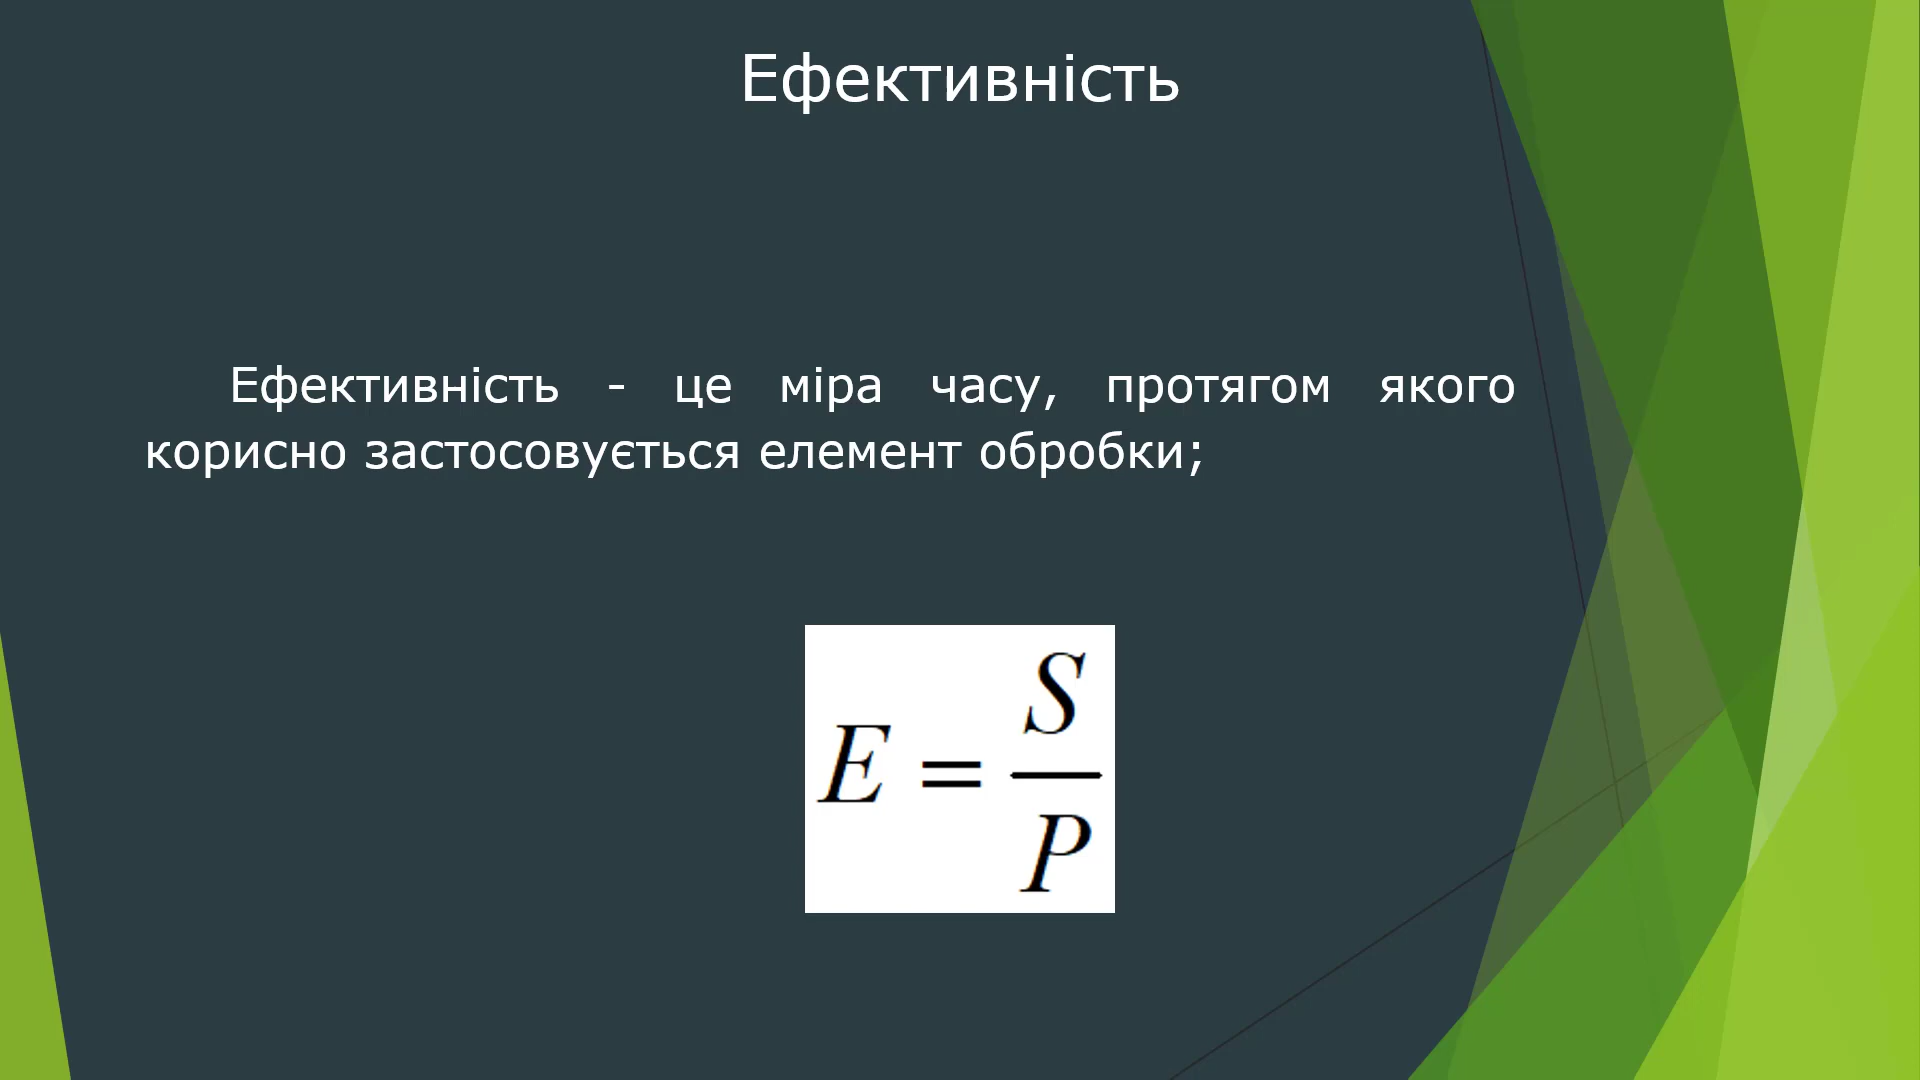 Ефективність
Ефективність - це міра часу, протягом якого
корисно застосовується елемент обробки;
E = S/P